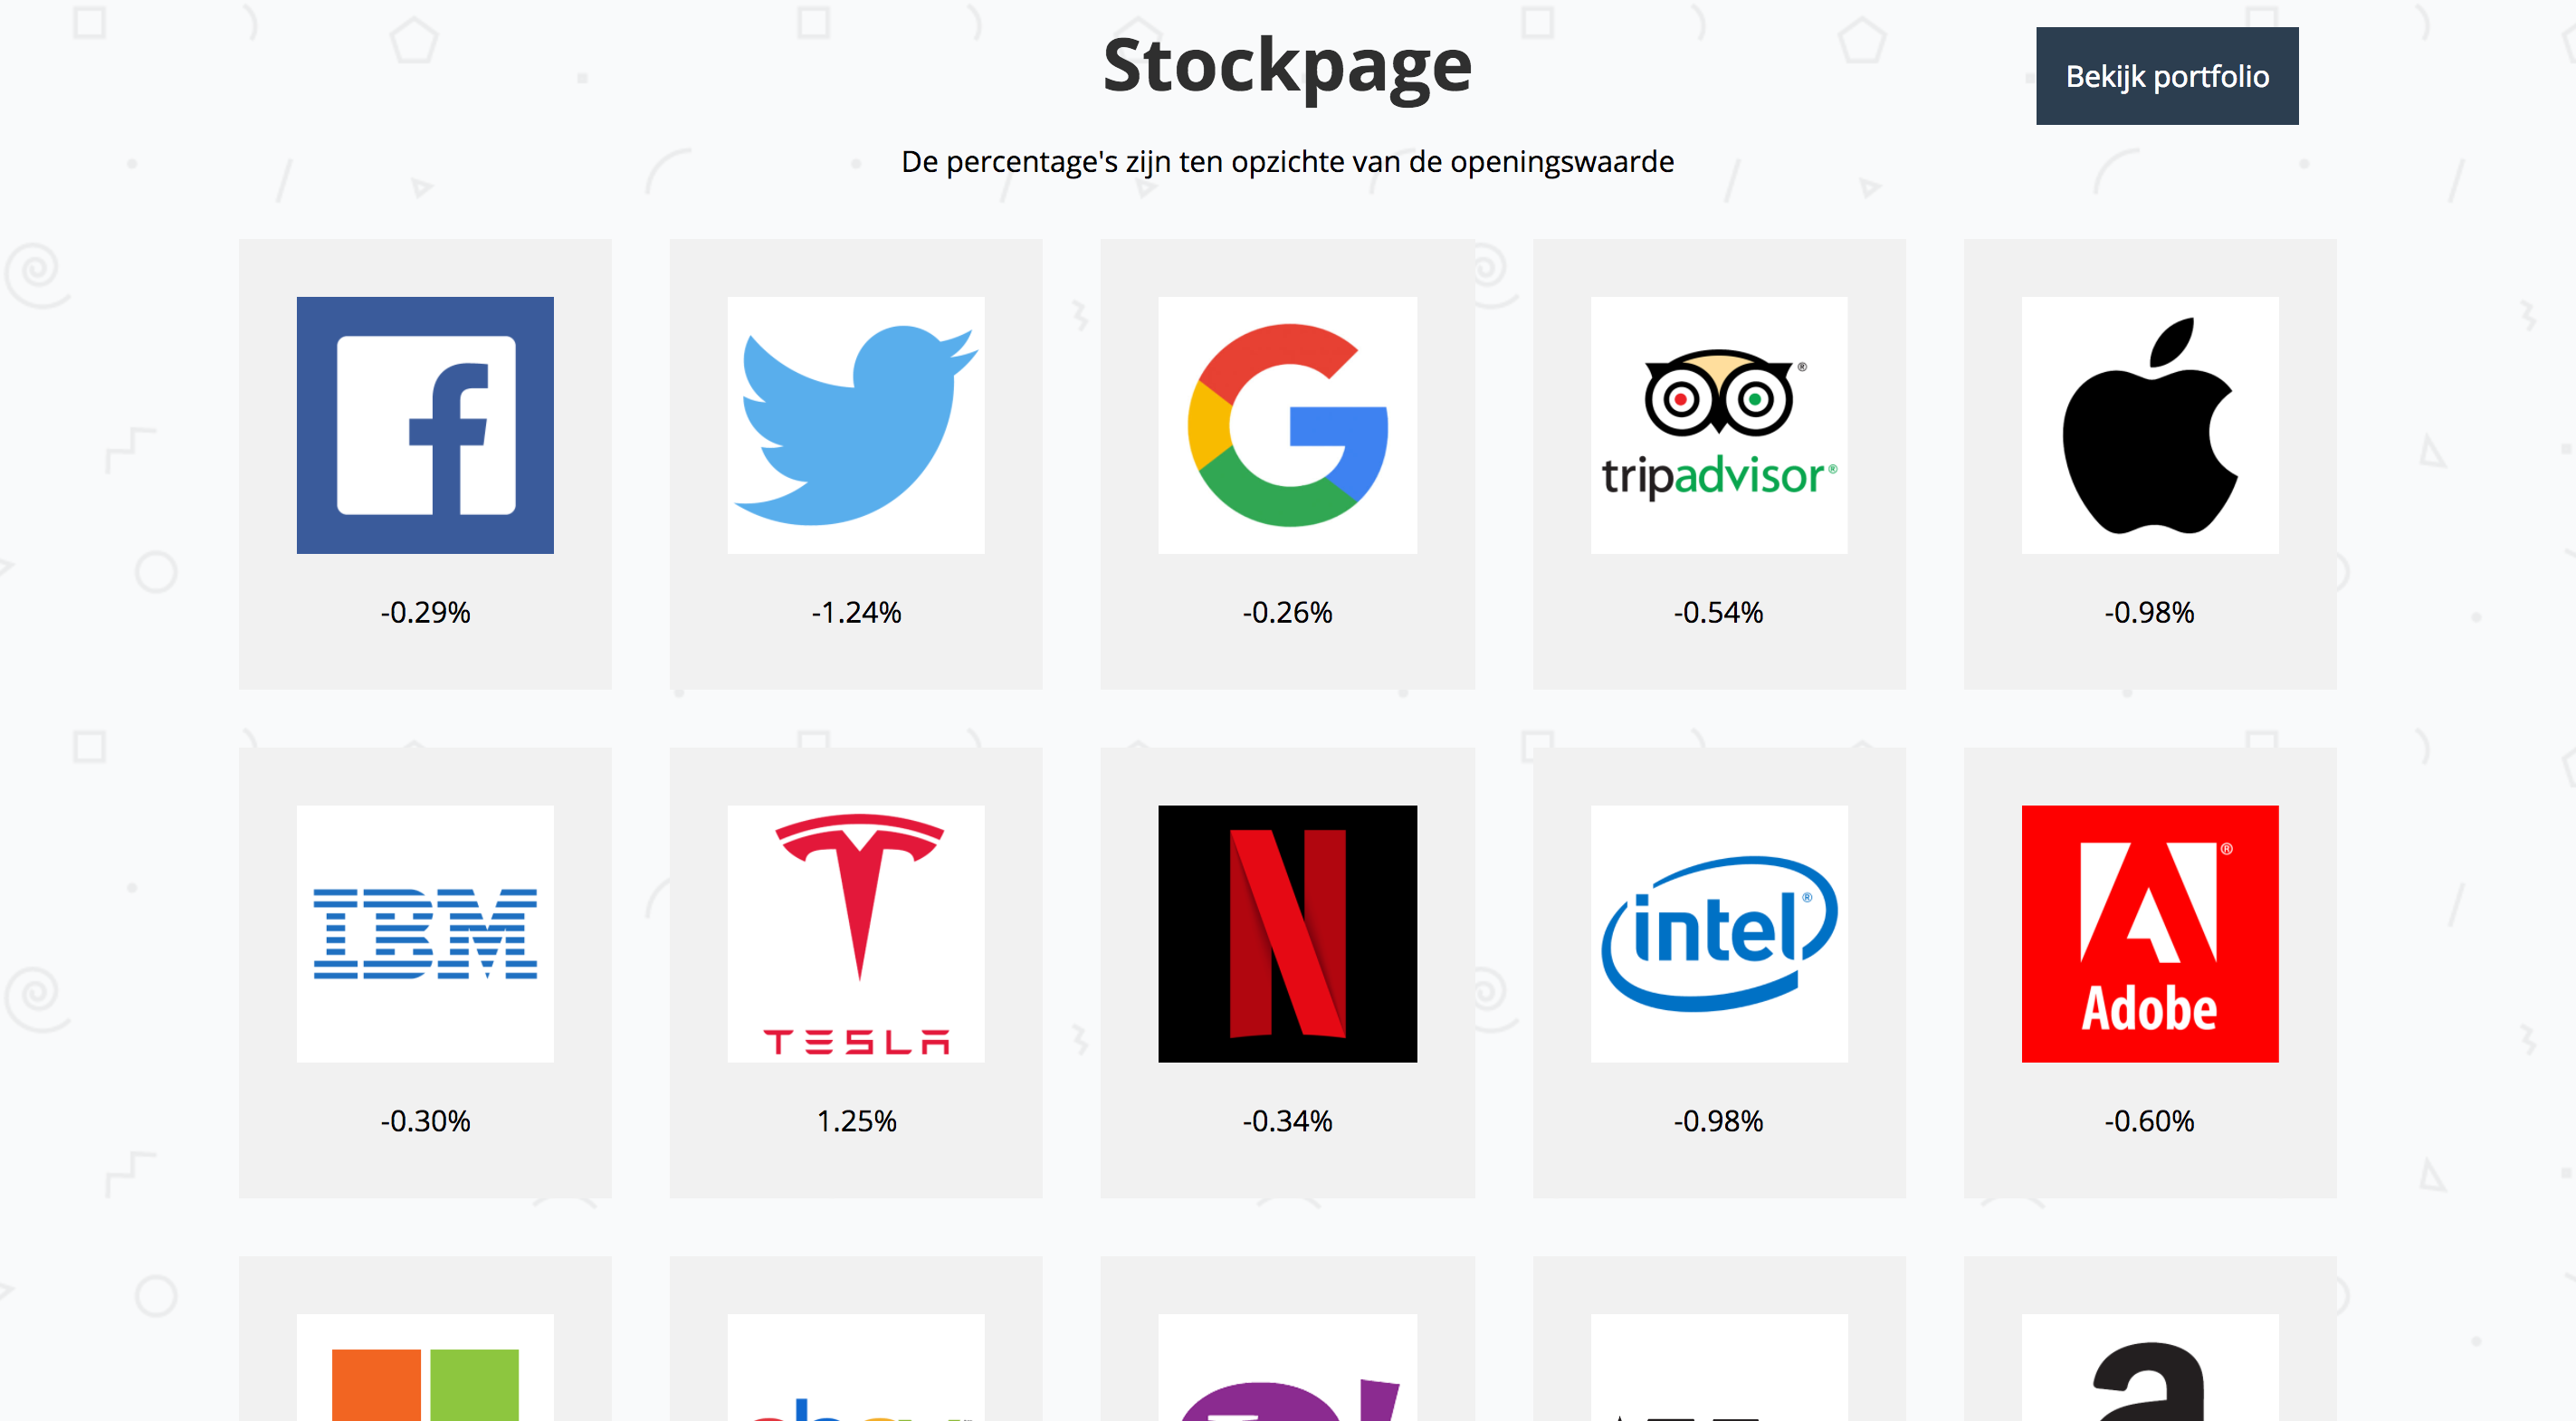 Stockpage
Bekijk portfolio
De percentage's zijn ten opzichte van de openingswaarde
tripadvisor®
-0.29%
-1.24%
-0.26%
-0.54%
-0.98%
IBM
TESLA
intel®
Adobe
-0.30%
1.25%
-0.34%
-0.98%
-0.60%
ebay
a